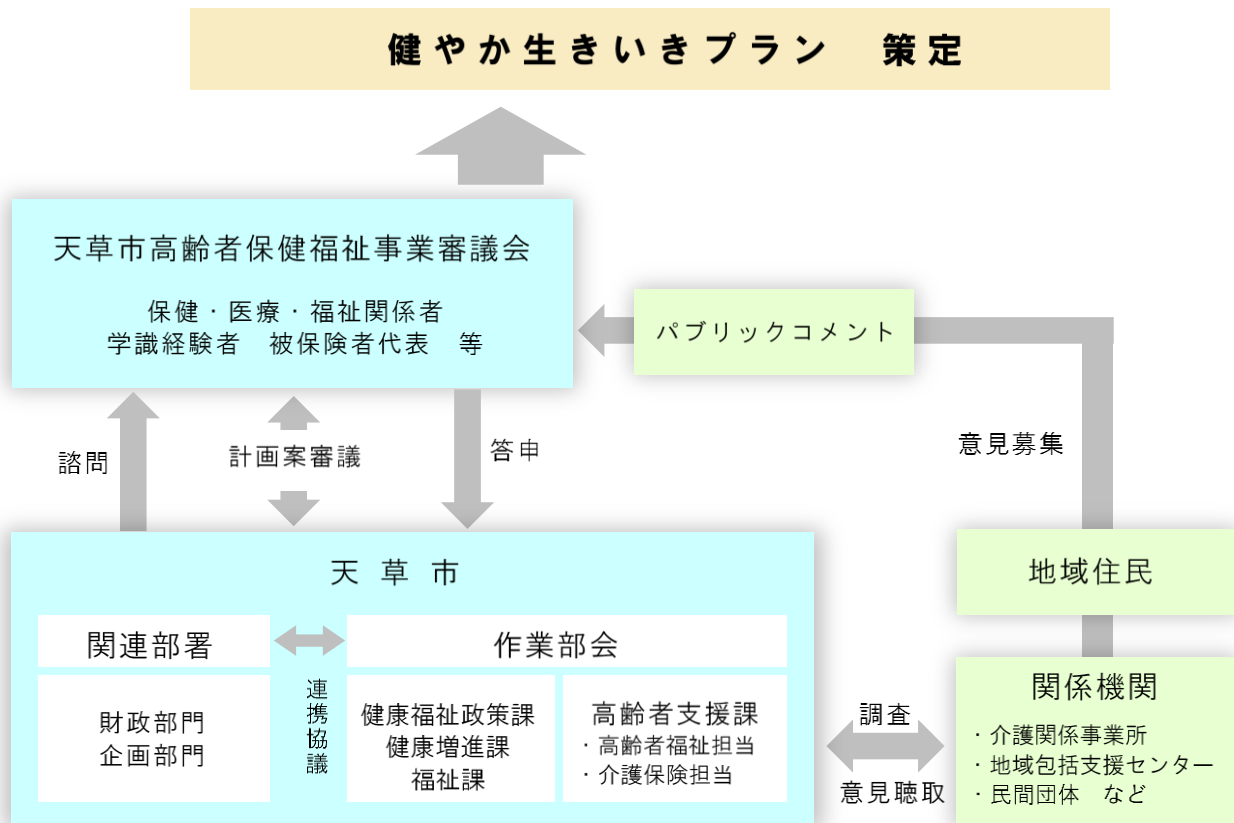 健やか生きいきプラン　策定
天草市高齢者保健福祉事業審議会
保健・医療・福祉関係者
学識経験者　被保険者代表　等
パブリックコメント
諮問
計画案審議
答申
意見募集
天草市
関連部署
財政部門
企画部門
連携協議
作業部会
健康福祉政策課
健康増進課
福祉課
高齢者支援課
・高齢者福祉担当
・介護保険担当
調査
意見聴取
地域住民
関係機関
・介護関係事業所
・地域包括支援センター
・民間団体　など